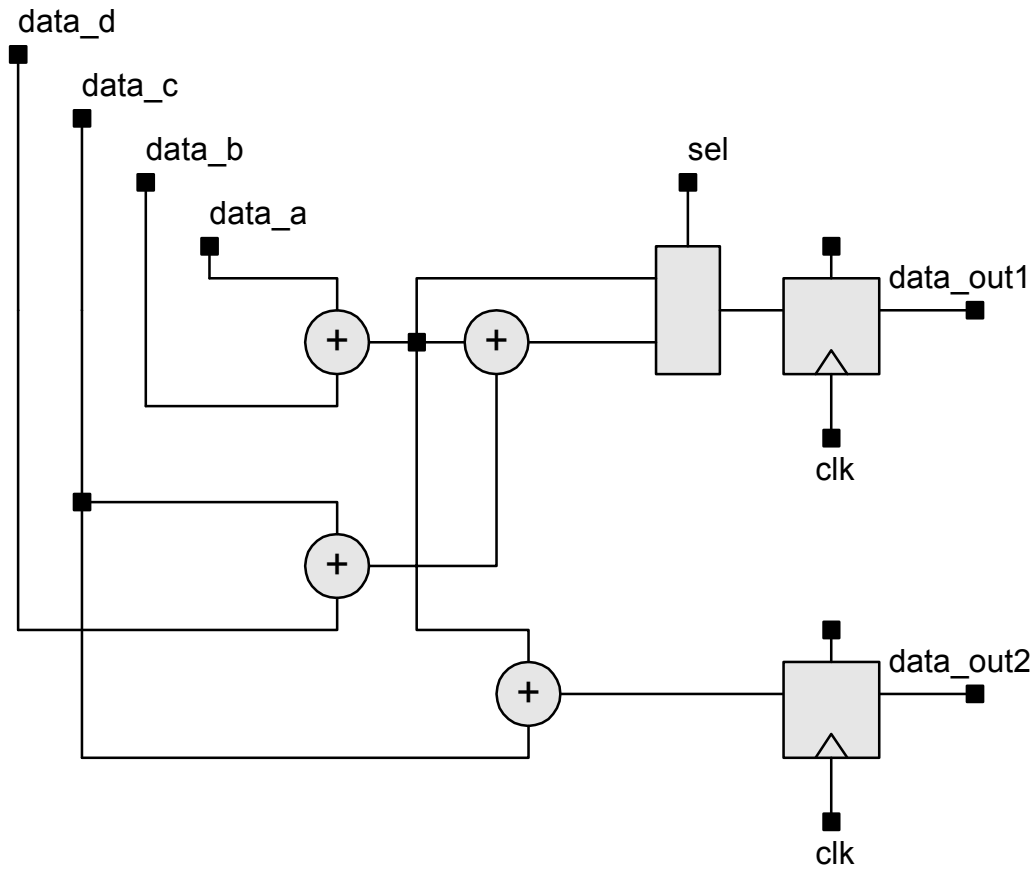 data_d
data_c
data_b
sel
data_a
data_out1
+
+
clk
+
data_out2
+
clk